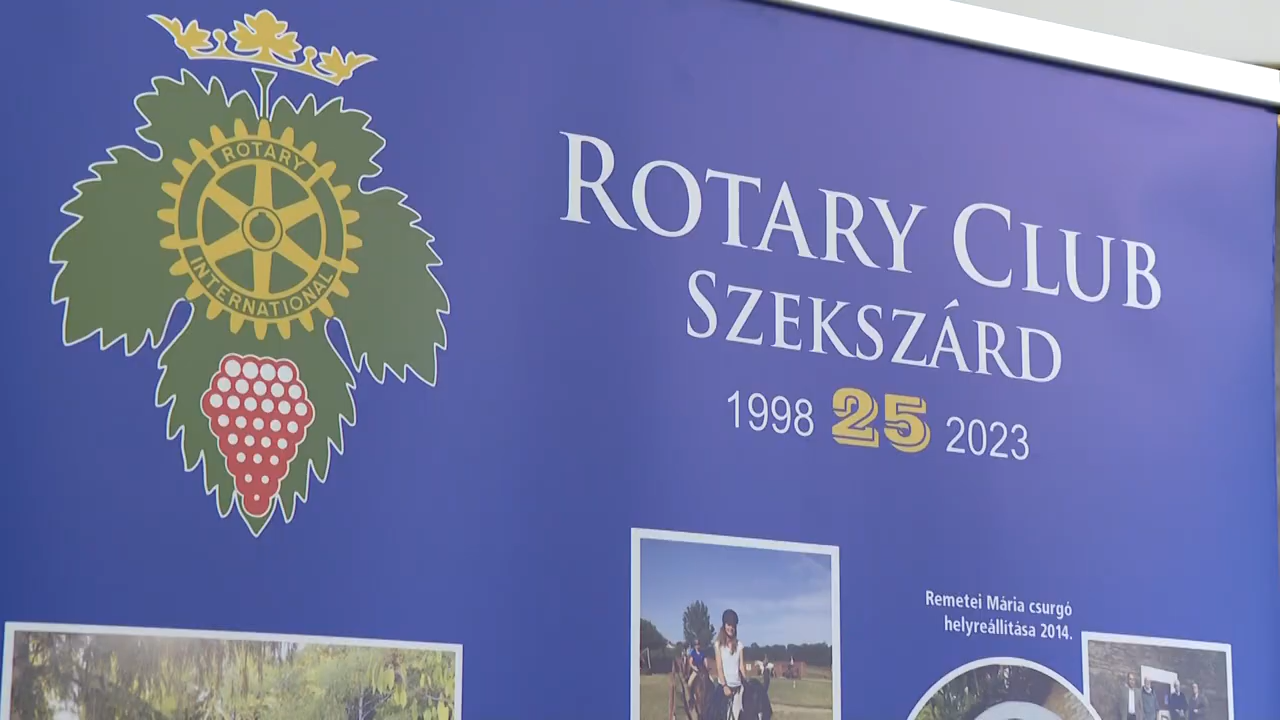 ROTARY
INTERNATIONAL
ROTARY CLUB
SZEKSZÁRD
1998 25 2023
Remetei Mária csurgó
helyreállítása 2014.